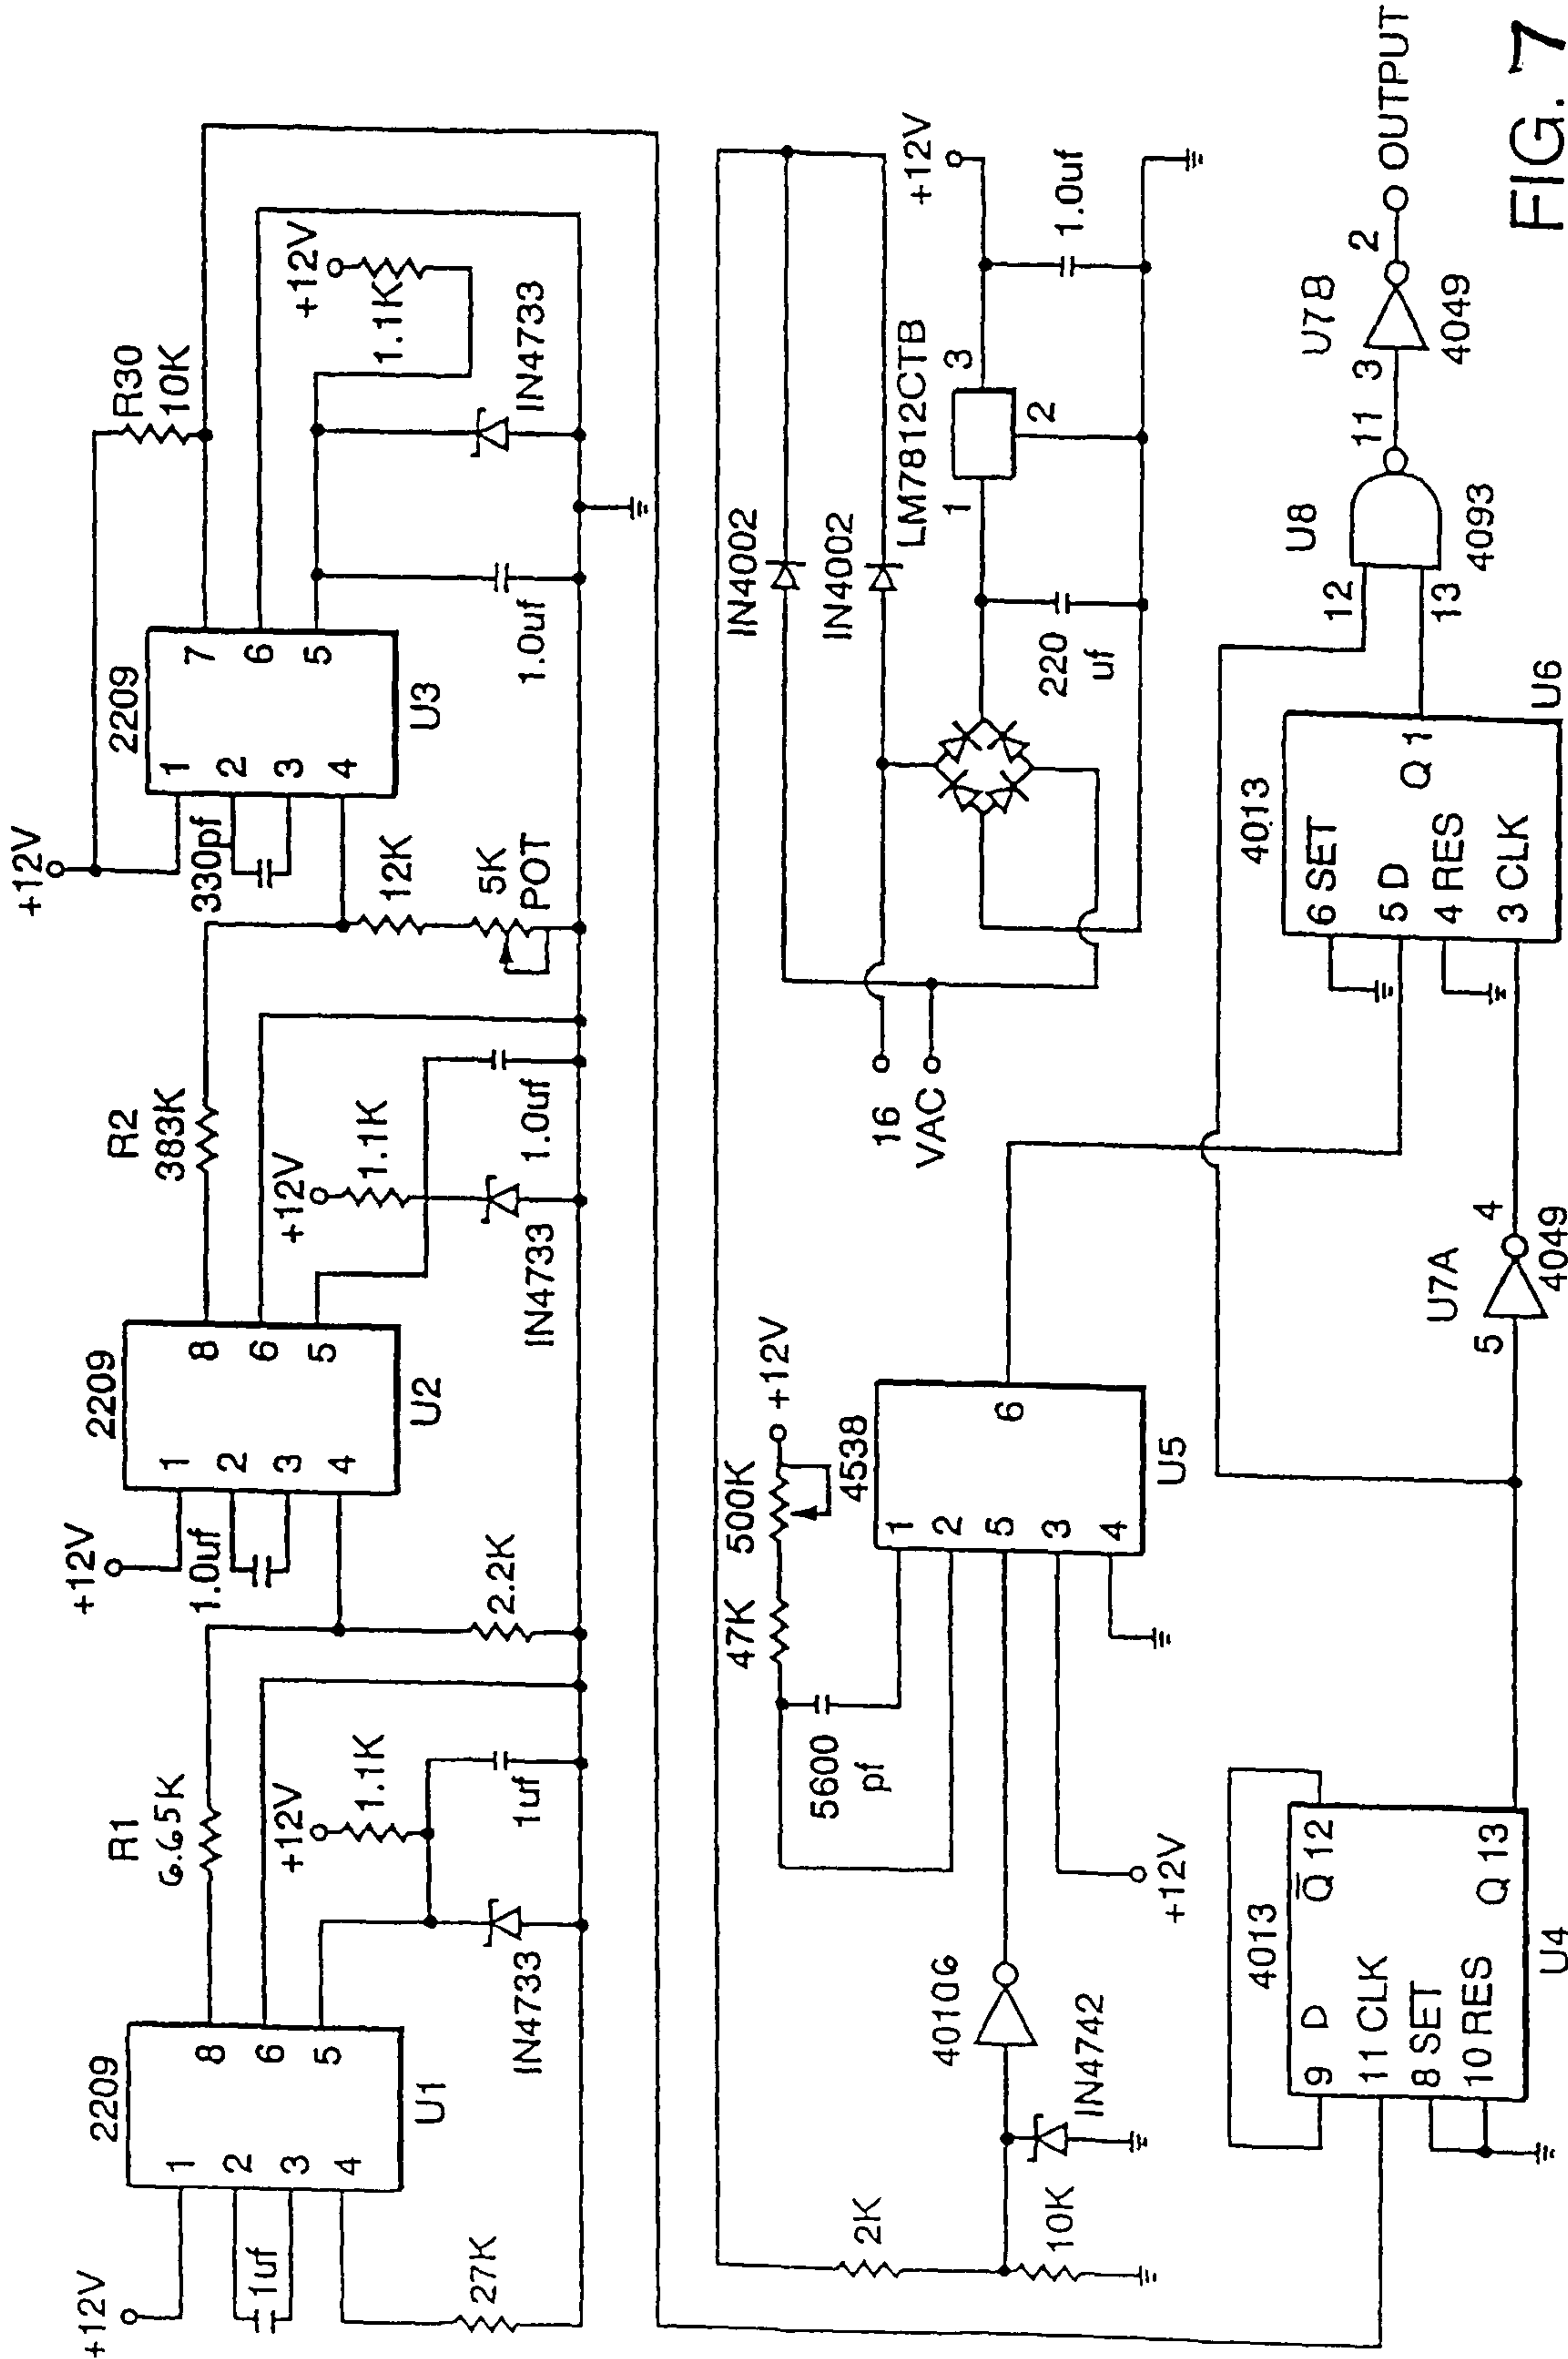 +12V
2209
1
2
3
4
8
6
5
U1
1uf
27K
R1
6.65K
+12V
1.1K
1uf
IN4733
+12V
2209
1
2
3
4
8
6
5
U2
1.0uf
2.2K
R2
383K
+12V
1.1K
1.0uf
IN4733
+12V
2209
1
2
3
4
7
6
5
U3
330pf
12K
5K
POT
R30
10K
+12V
1.1K
1.0uf
IN4733
2K
10K
40106
IN4742
5600
pf
47K
500K
+12V
4538
1
2
5
3
4
6
U5
+12V
16
VAC
IN4002
IN4002
LM7812CTB
1
3
2
220
uf
+12V
1.0uf
4013
9 D
11 CLK
8 SET
10 RES
Q̅ 12
Q 13
U4
U7A
5
4
4049
4013
6 SET
5 D
4 RES
3 CLK
Q 1
U6
U8
12
13
11
4093
U7B
3
2
4049
OUTPUT
FIG. 7